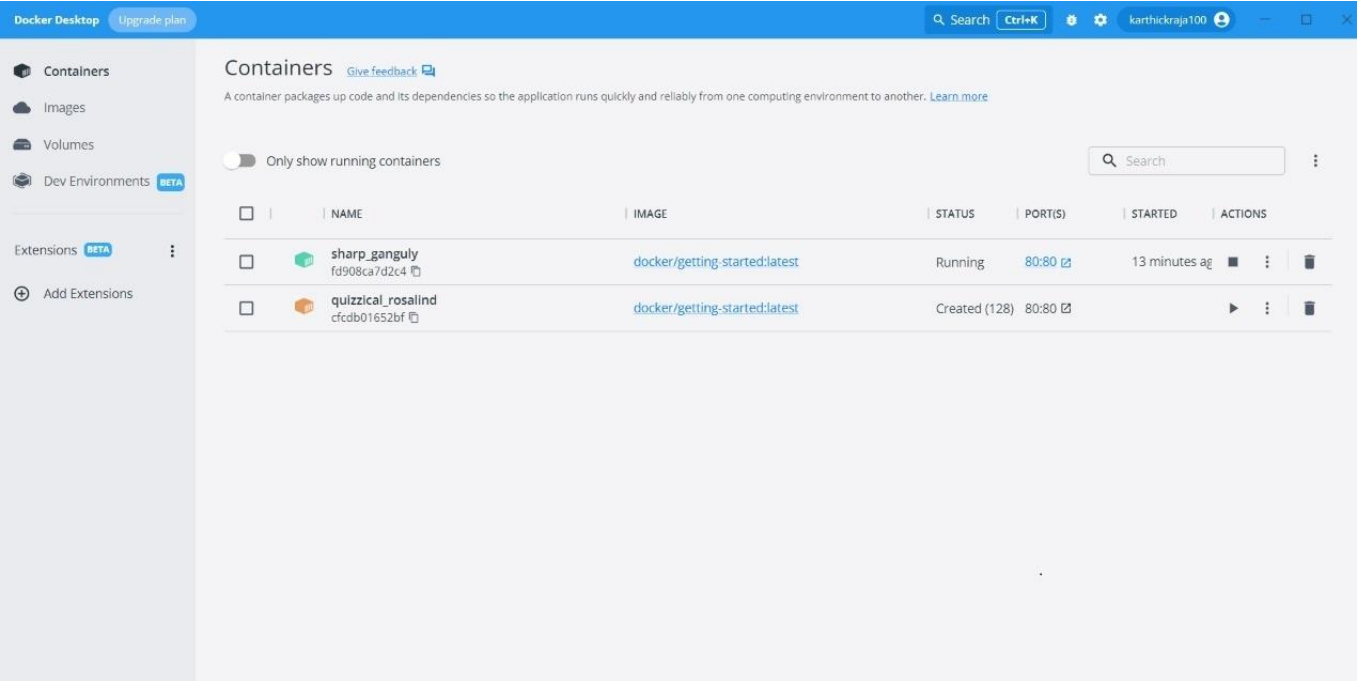 Docker Desktop Upgrade plan Search Ctrl+K karthickraja100
Containers
Images
Volumes
Dev Environments BETA
Extensions BETA
Add Extensions
Containers Give feedback
A container packages up code and its dependencies so the application runs quickly and reliably from one computing environment to another. Learn more
Only show running containers
Search
NAME IMAGE STATUS PORT(S) STARTED ACTIONS
sharp_ganguly docker/getting-started:latest Running 80:80 13 minutes ag
fd908ca7d2c4
quizzical_rosalind docker/getting-started:latest Created (128) 80:80
cfcdb01652bf